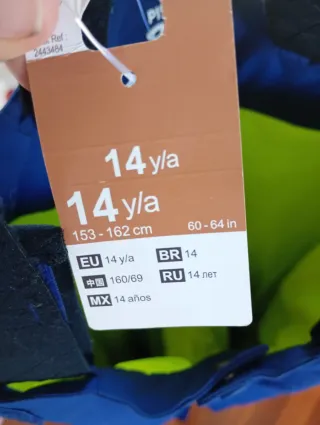 Ref :
2443484
14 y/a
14 y/a
153 - 162 cm 60 - 64 in
EU 14 y/a BR 14
中国 160/69 RU 14 лет
MX 14 años